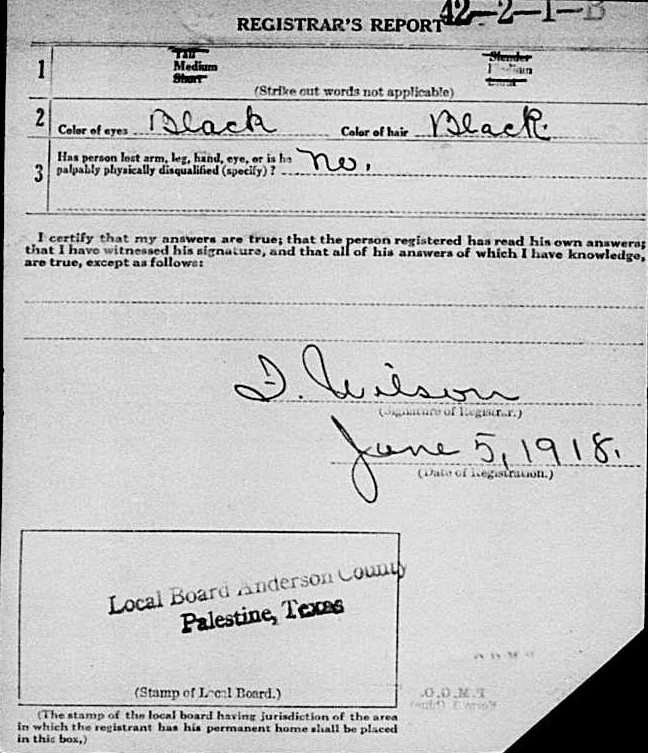 REGISTRAR'S REPORT 42-2-1-B
1 Tall Slender
Medium Medium
Short Stout
(Strike out words not applicable)
2 Color of eyes Black Color of hair Black.
3 Has person lost arm, leg, hand, eye, or is he
palpably physically disqualified (specify)? No.
I certify that my answers are true; that the person registered has read his own answers;
that I have witnessed his signature, and that all of his answers of which I have knowledge,
are true, except as follows:
Wilson
(Signature of Registrar.)
June 5, 1918.
(Date of Registration.)
Local Board Anderson County
Palestine, Texas
(Stamp of Local Board.)
(The stamp of the local board having jurisdiction of the area
in which the registrant has his permanent home shall be placed
in this box,)
P.M.G.O.